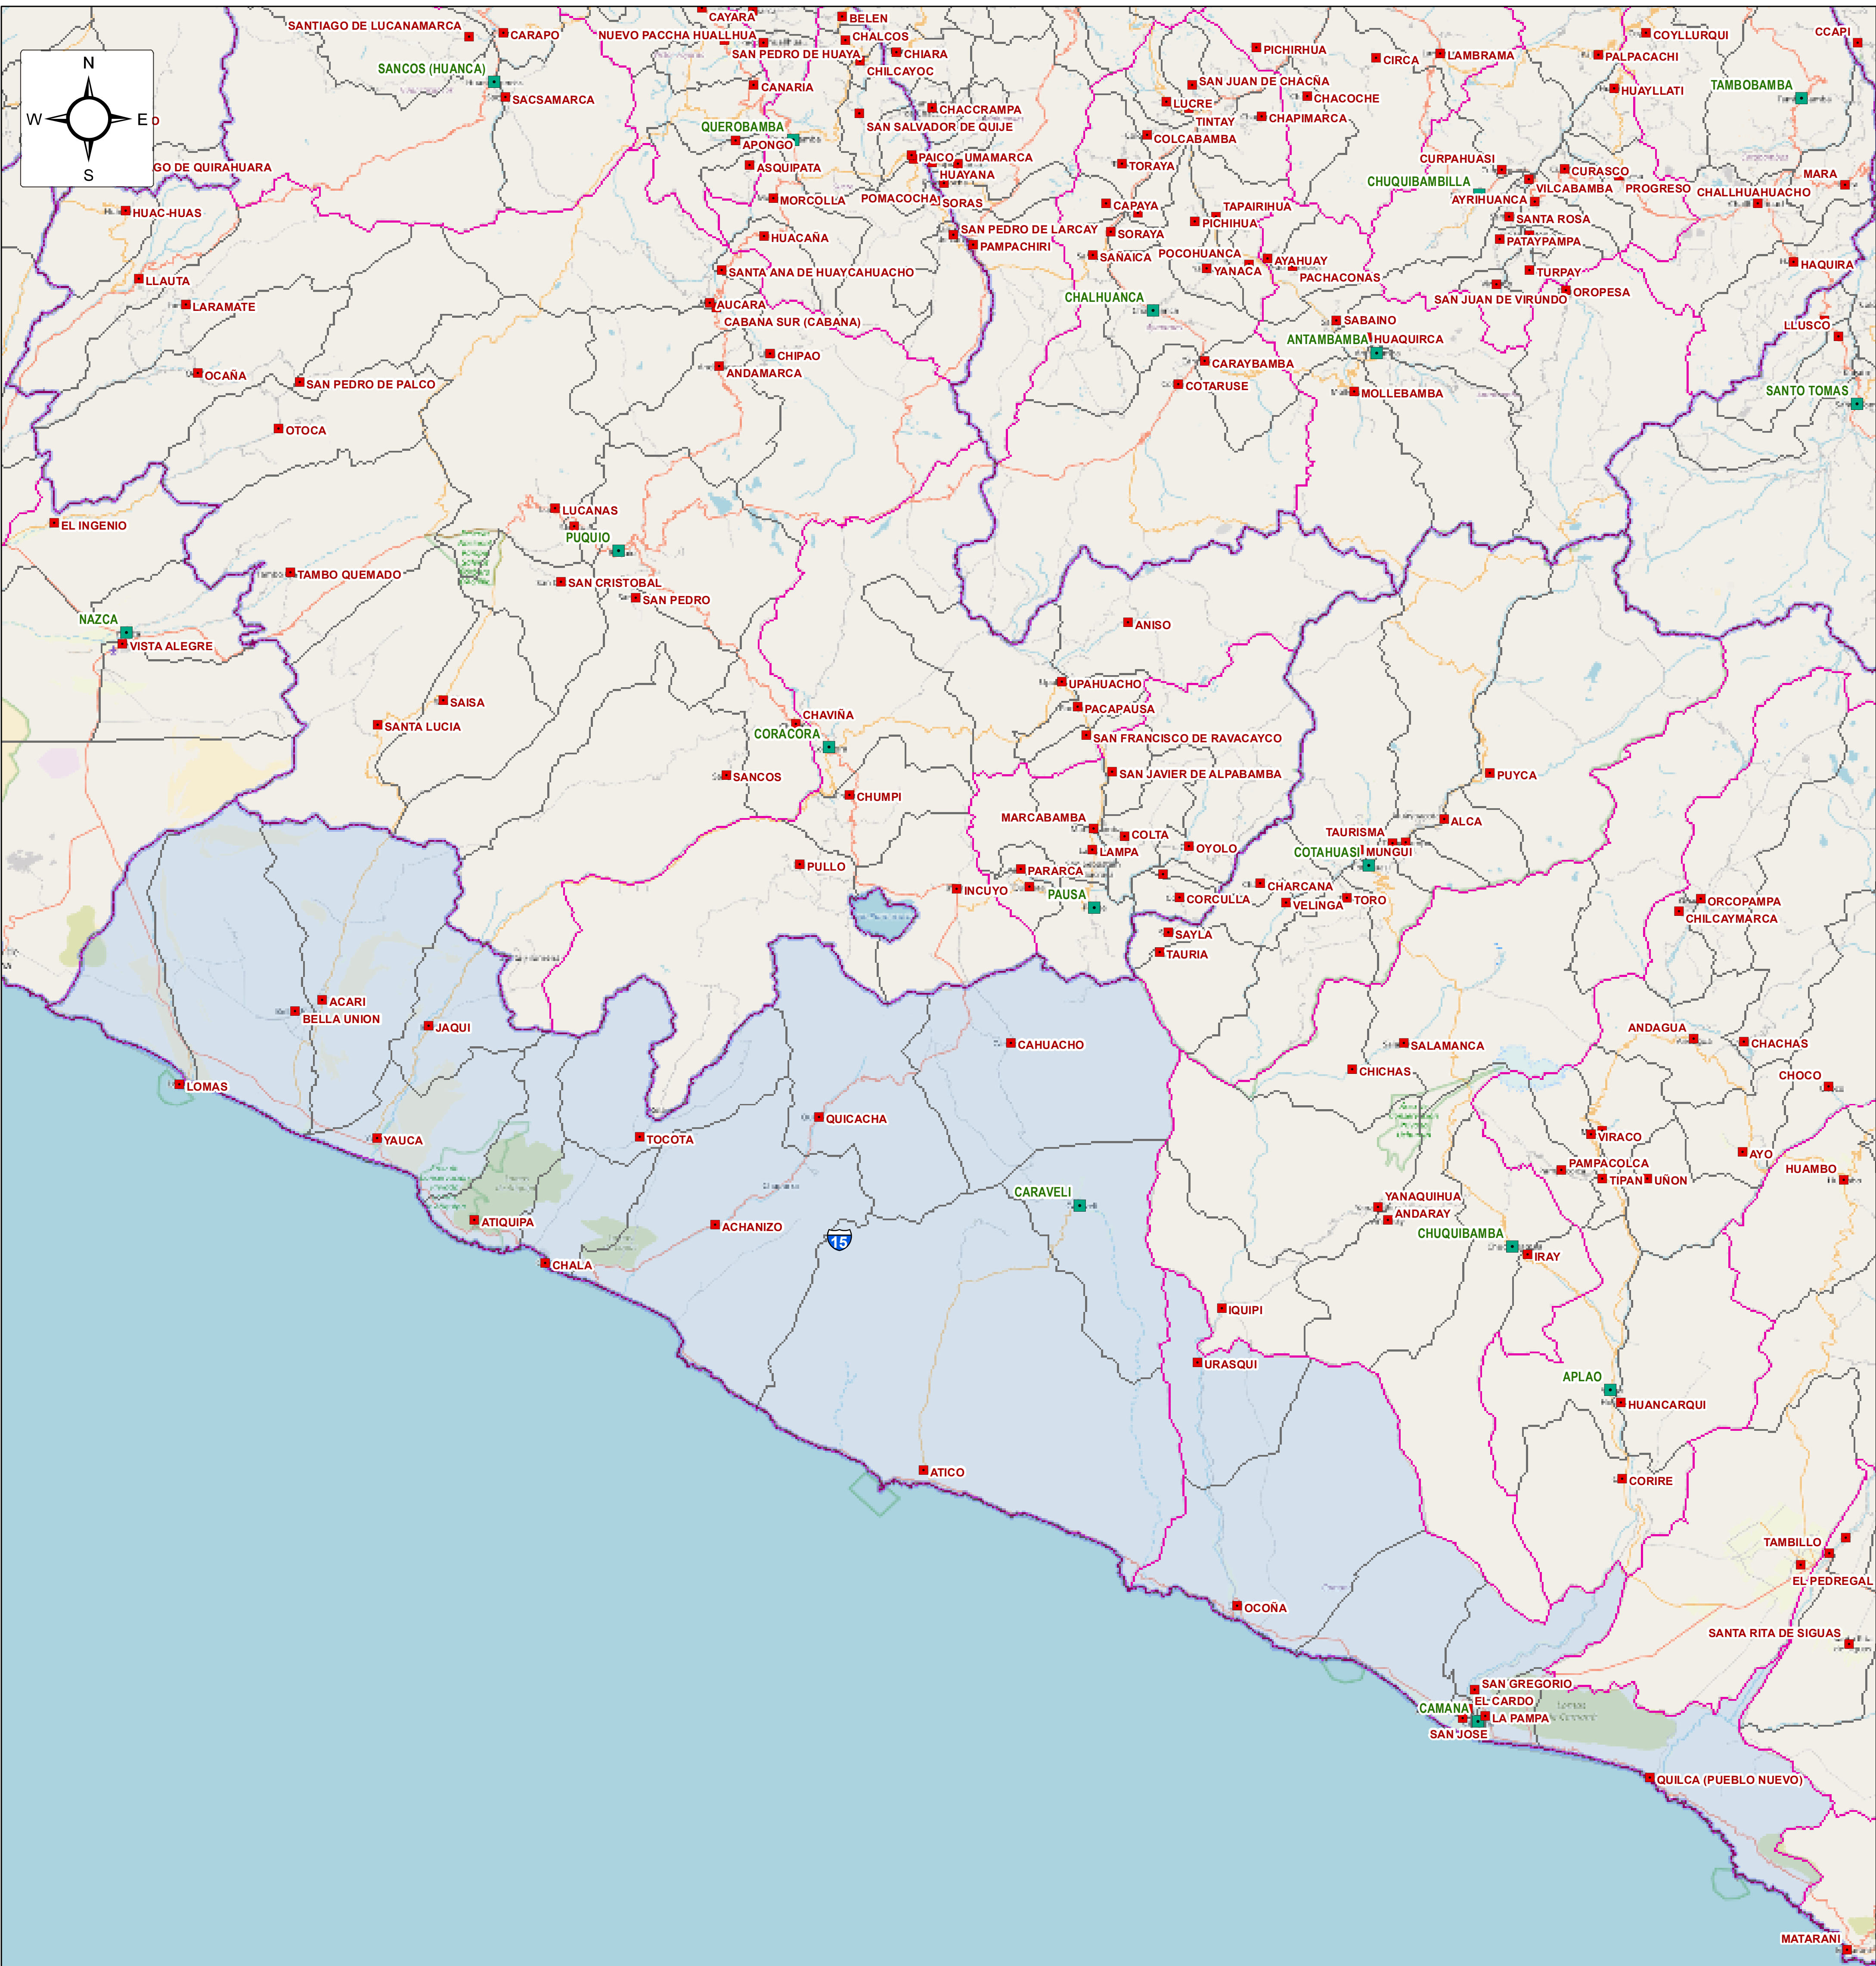 SANTIAGO DE LUCANAMARCA
CARAPO
NUEVO PACCHA HUALLHUA
CAYARA
BELEN
CHALCOS
SAN PEDRO DE HUAYA
CHIARA
CHILCAYOC
PICHIRHUA
CIRCA
LAMBRAMA
COYLLURQUI
PALPACACHI
CCAPI
N
W
E
S
SANCOS (HUANCA)
SACSAMARCA
CANARIA
CHACCRAMPA
SAN JUAN DE CHACÑA
LUCRE
CHACOCHE
HUAYLLATI
TAMBOBAMBA
QUEROBAMBA
SAN SALVADOR DE QUIJE
TINTAY
CHAPIMARCA
APONGO
COLCABAMBA
GO DE QUIRAHUARA
ASQUIPATA
PAICO
UMAMARCA
HUAYANA
TORAYA
CURPAHUASI
CURASCO
CHUQUIBAMBILLA
VILCABAMBA
PROGRESO
MARA
CHALLHUAHUACHO
HUAC-HUAS
MORCOLLA
POMACOCHA
SORAS
CAPAYA
TAPAIRIHUA
AYRIHUANCA
SANTA ROSA
HUACAÑA
SAN PEDRO DE LARCAY
PAMPACHIRI
SORAYA
PICHIHUA
PATAYPAMPA
SAÑAICA
POCOHUANCA
AYAHUAY
HAQUIRA
LLAUTA
SANTA ANA DE HUAYCAHUACHO
YANACA
PACHACONAS
TURPAY
OROPESA
LARAMATE
AUCARA
CHALHUANCA
SAN JUAN DE VIRUNDO
CABANA SUR (CABANA)
SABAINO
LLUSCO
ANTAMBAMBA
HUAQUIRCA
CHIPAO
ANDAMARCA
CARAYBAMBA
OCAÑA
SAN PEDRO DE PALCO
COTARUSE
MOLLEBAMBA
SANTO TOMAS
OTOCA
LUCANAS
EL INGENIO
PUQUIO
TAMBO QUEMADO
SAN CRISTOBAL
SAN PEDRO
NAZCA
VISTA ALEGRE
ANISO
UPAHUACHO
SAISA
PACAPAUSA
SANTA LUCIA
CHAVIÑA
CORACORA
SAN FRANCISCO DE RAVACAYCO
SANCOS
SAN JAVIER DE ALPABAMBA
PUYCA
CHUMPI
MARCABAMBA
COLTA
ALCA
TAURISMA
OYOLO
LAMPA
COTAHUASI
MUNGUI
PULLO
PARARCA
INCUYO
PAUSA
CORCULLA
CHARCANA
VELINGA
TORO
ORCOPAMPA
CHILCAYMARCA
SAYLA
TAURIA
ACARI
BELLA UNION
JAQUI
ANDAGUA
CHACHAS
CAHUACHO
SALAMANCA
CHICHAS
CHOCO
LOMAS
QUICACHA
YAUCA
TOCOTA
VIRACO
AYO
PAMPACOLCA
TIPAN
UÑON
HUAMBO
CARAVELI
YANAQUIHUA
ANDARAY
ATIQUIPA
ACHANIZO
15
CHUQUIBAMBA
IRAY
CHALA
IQUIPI
URASQUI
APLAO
HUANCARQUI
ATICO
CORIRE
TAMBILLO
EL PEDREGAL
OCOÑA
SANTA RITA DE SIGUAS
SAN GREGORIO
EL CARDO
CAMANA
LA PAMPA
SAN JOSE
QUILCA (PUEBLO NUEVO)
MATARANI